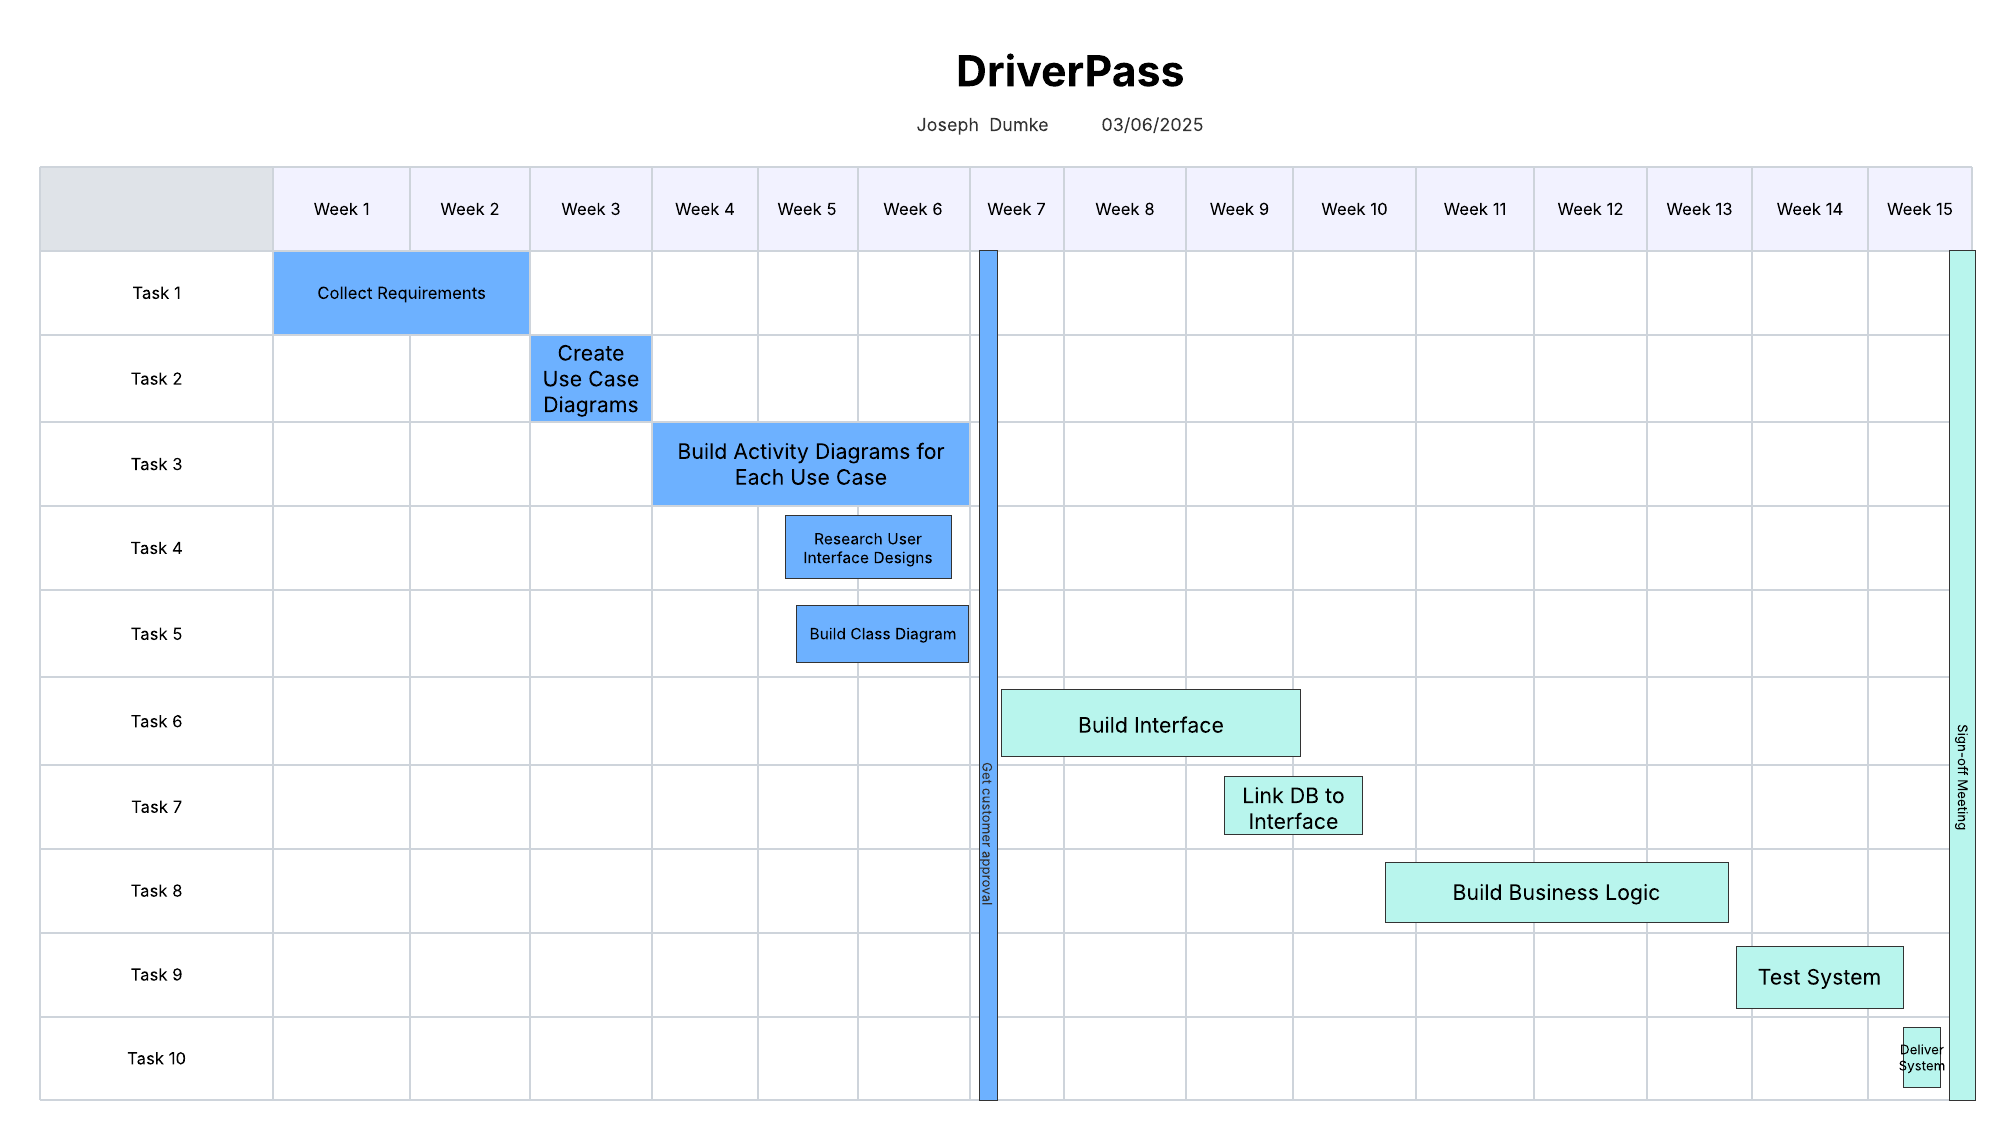 DriverPass
Joseph Dumke 03/06/2025
Week 1 Week 2 Week 3 Week 4 Week 5 Week 6 Week 7 Week 8 Week 9 Week 10 Week 11 Week 12 Week 13 Week 14 Week 15
Task 1
Collect Requirements
Task 2
Create
Use Case
Diagrams
Task 3
Build Activity Diagrams for
Each Use Case
Task 4
Research User
Interface Designs
Task 5
Build Class Diagram
Task 6
Build Interface
Task 7
Link DB to
Interface
Task 8
Build Business Logic
Task 9
Test System
Task 10
Deliver
System
Get customer approval
Sign-off Meeting